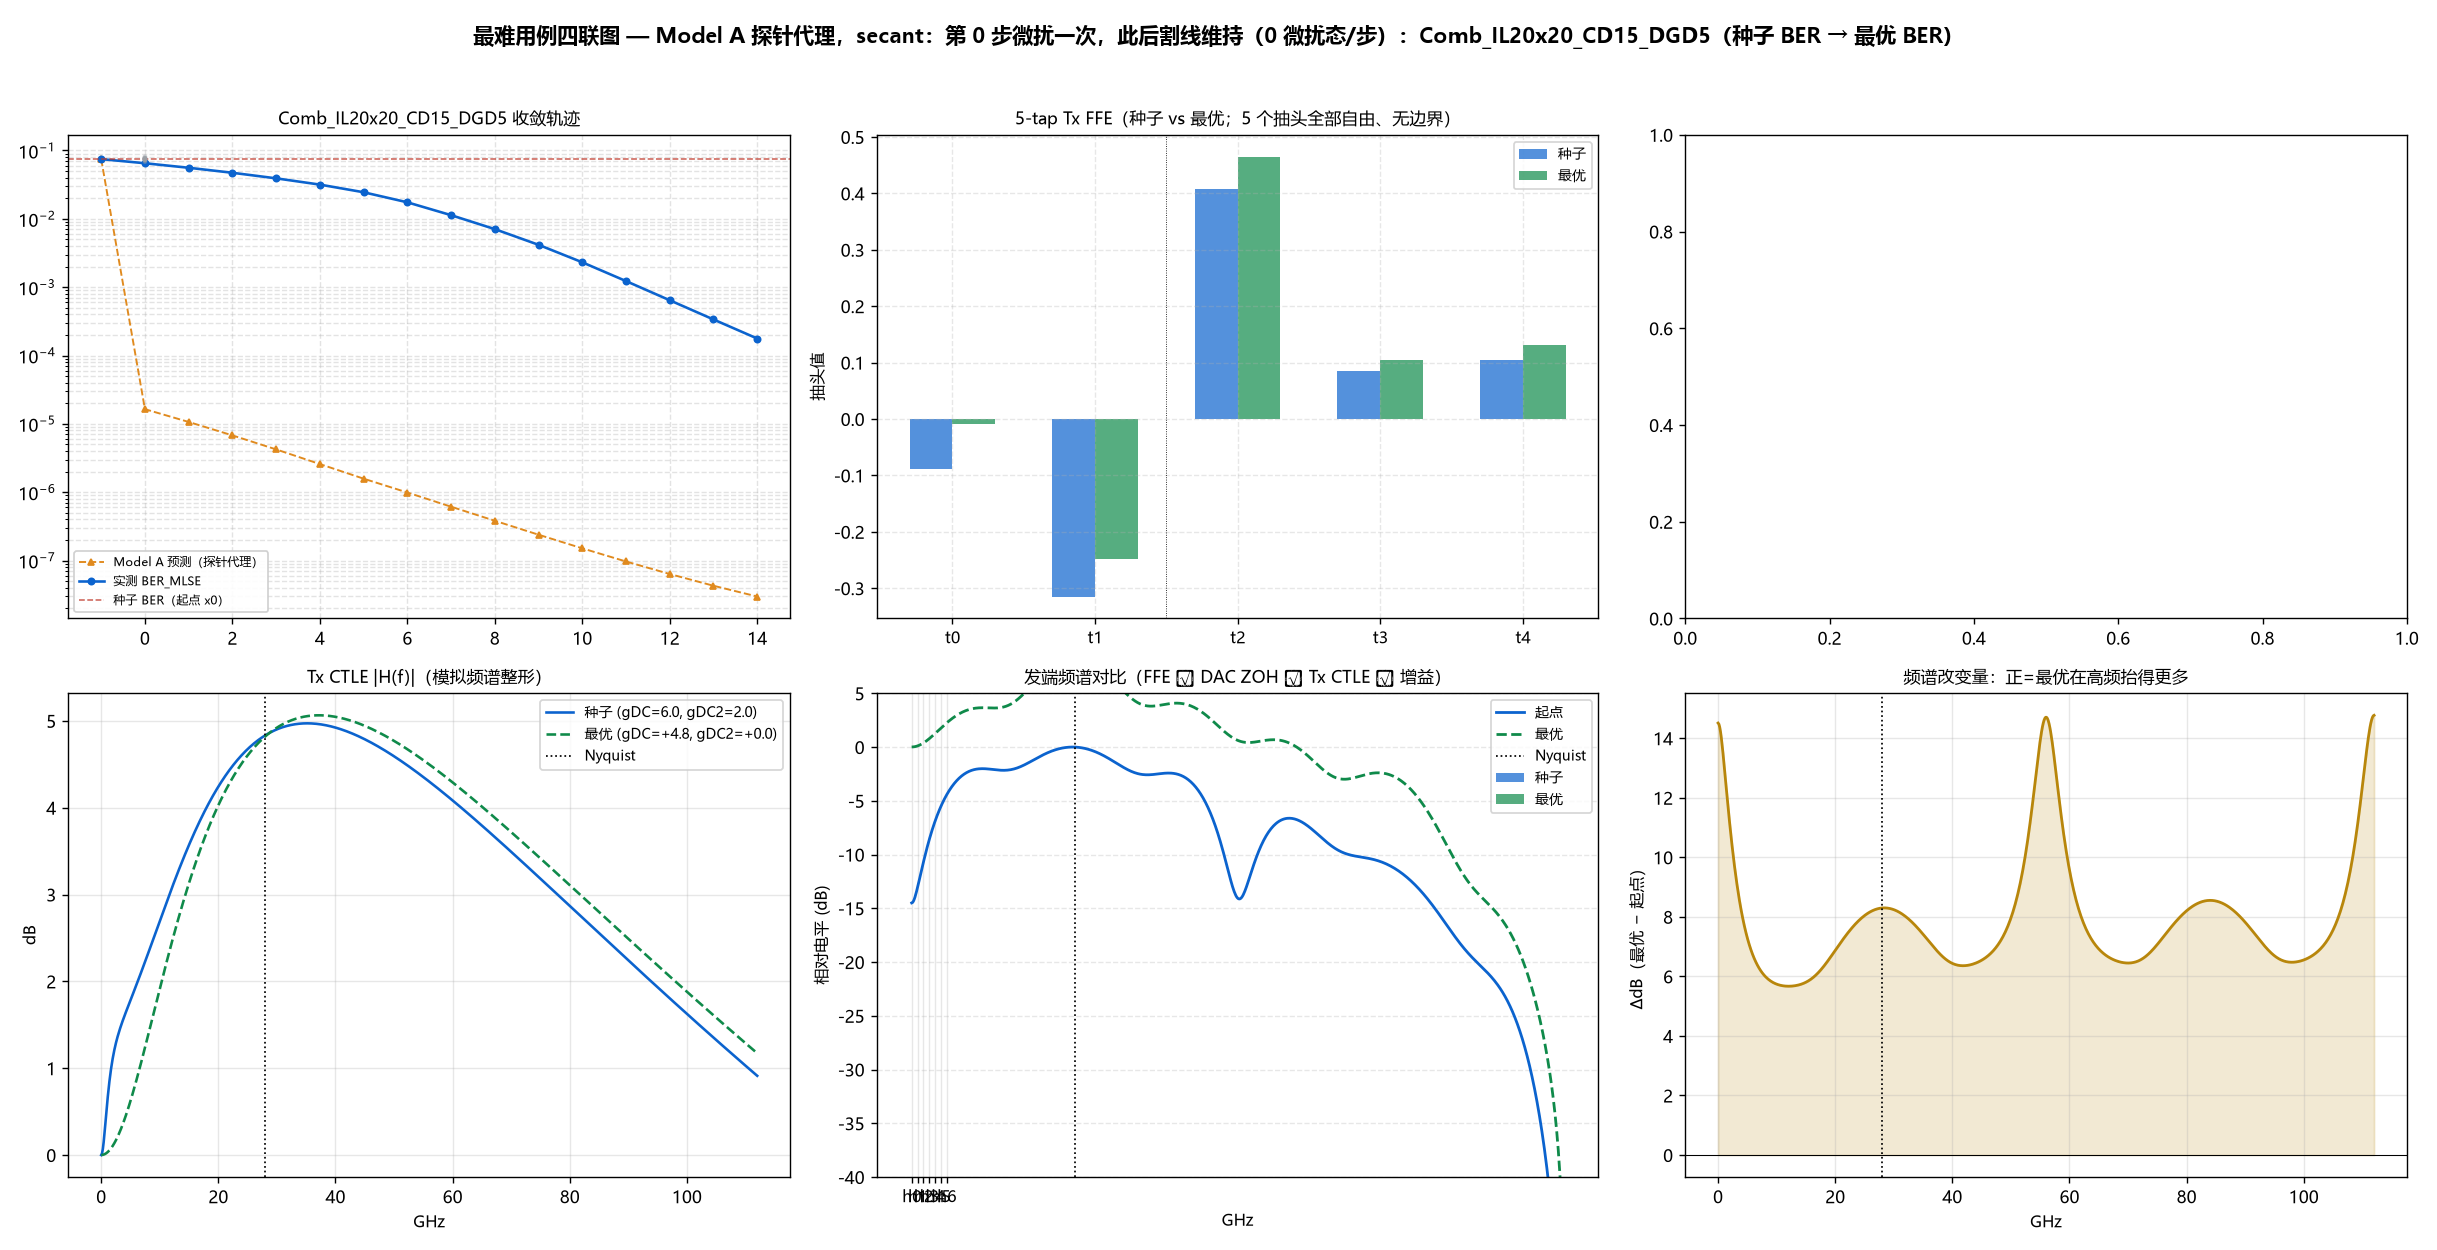 最难用例四联图 — Model A 探针代理，secant：第 0 步微扰一次，此后割线维持（0 微扰态/步）：Comb_IL20x20_CD15_DGD5（种子 BER → 最优 BER）
Comb_IL20x20_CD15_DGD5 收敛轨迹
10⁻¹
10⁻²
10⁻³
10⁻⁴
10⁻⁵
10⁻⁶
10⁻⁷
Model A 预测（探针代理）
实测 BER_MLSE
种子 BER（起点 x0）
0 2 4 6 8 10 12 14
5-tap Tx FFE（种子 vs 最优；5 个抽头全部自由、无边界）
抽头值
0.5
0.4
0.3
0.2
0.1
0.0
-0.1
-0.2
-0.3
种子
最优
t0 t1 t2 t3 t4
1.0
0.8
0.6
0.4
0.2
0.0
0.0 0.2 0.4 0.6 0.8 1.0
Tx CTLE |H(f)|（模拟频谱整形）
dB
5
4
3
2
1
0
种子 (gDC=6.0, gDC2=2.0)
最优 (gDC=+4.8, gDC2=+0.0)
Nyquist
0 20 40 60 80 100
GHz
发端频谱对比（FFE DAC ZOH Tx CTLE 增益）
相对电平 (dB)
5
0
-5
-10
-15
-20
-25
-30
-35
-40
起点
最优
Nyquist
种子
最优
GHz
频谱改变量：正=最优在高频抬得更多
ΔdB（最优 − 起点）
14
12
10
8
6
4
2
0
0 20 40 60 80 100
GHz